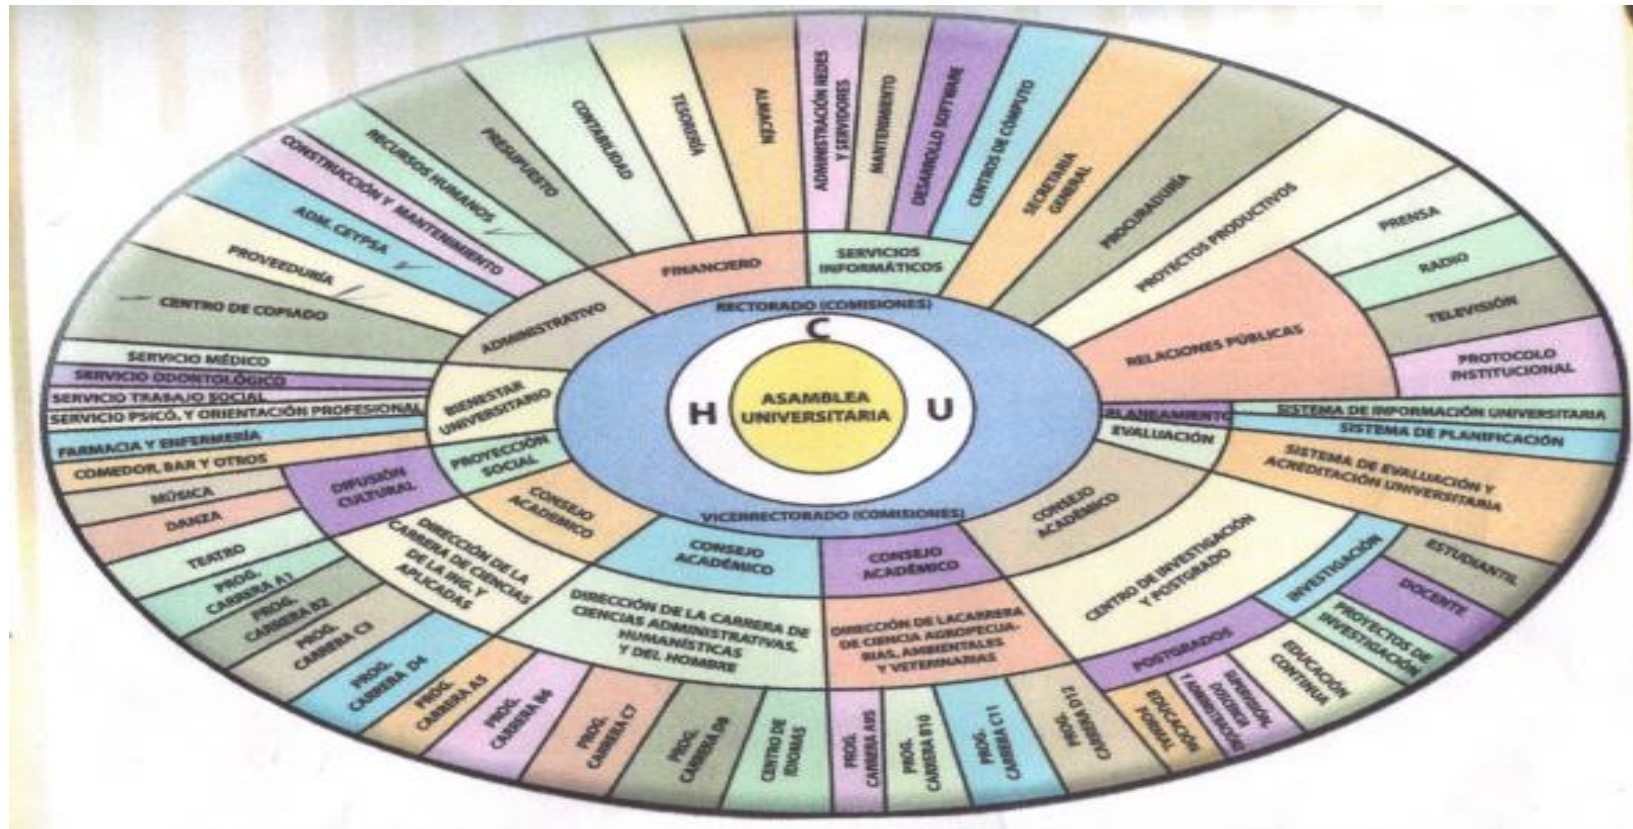 ADMINISTRACIÓN REDES
Y SERVIDORES
MANTENIMIENTO
DESARROLLO SOFTWARE
CENTROS DE CÓMPUTO
SECRETARIA
GENERAL
PROCURADURÍA
PROYECTOS PRODUCTIVOS
PRENSA
RADIO
TELEVISIÓN
PROTOCOLO
INSTITUCIONAL
RELACIONES PÚBLICAS
SERVICIOS
INFORMÁTICOS
ALMACÉN
TESORERÍA
CONTABILIDAD
PRESUPUESTO
FINANCIERO
RECURSOS HUMANOS
CONSTRUCCIÓN Y MANTENIMIENTO
ADM. CEYPSA
PROVEEDURÍA
CENTRO DE COPIADO
ADMINISTRATIVO
SERVICIO MÉDICO
SERVICIO ODONTOLÓGICO
SERVICIO TRABAJO SOCIAL
SERVICIO PSICÓ. Y ORIENTACIÓN PROFESIONAL
FARMACIA Y ENFERMERÍA
COMEDOR, BAR Y OTROS
BIENESTAR
UNIVERSITARIO
RECTORADO (COMISIONES)
C
H
U
ASAMBLEA
UNIVERSITARIA
VICERRECTORADO (COMISIONES)
PLANEAMIENTO
EVALUACIÓN
SISTEMA DE INFORMACIÓN UNIVERSITARIA
SISTEMA DE PLANIFICACIÓN
SISTEMA DE EVALUACIÓN Y
ACREDITACIÓN UNIVERSITARIA
PROYECCIÓN
SOCIAL
DIFUSIÓN
CULTURAL
MÚSICA
DANZA
TEATRO
CONSEJO
ACADEMICO
DIRECCIÓN DE LA
CARRERA DE CIENCIAS
DE LA ING. Y
APLICADAS
PROG.
CARRERA A1
PROG.
CARRERA B2
PROG.
CARRERA C3
PROG.
CARRERA D4
CONSEJO
ACADÉMICO
DIRECCIÓN DE LA CARRERA DE
CIENCIAS ADMINISTRATIVAS,
HUMANÍSTICAS
Y DEL HOMBRE
PROG.
CARRERA A5
PROG.
CARRERA B6
PROG.
CARRERA C7
PROG.
CARRERA D8
CENTRO DE
IDIOMAS
CONSEJO
ACADÉMICO
DIRECCIÓN DE LACARRERA
DE CIENCIA AGROPECUA-
RIAS, AMBIENTALES
Y VETERINARIAS
PROG.
CARRERA
PROG.
CARRERA B10
PROG.
CARRERA C11
PROG.
CARRERA D12
CONSEJO
ACADÉMICO
CENTRO DE INVESTIGACIÓN
Y POSTGRADO
INVESTIGACIÓN
ESTUDIANTIL
DOCENTE
PROYECTOS DE
INVESTIGACIÓN
POSTGRADOS
EDUCACIÓN
CONTINUA
EDUCACIÓN